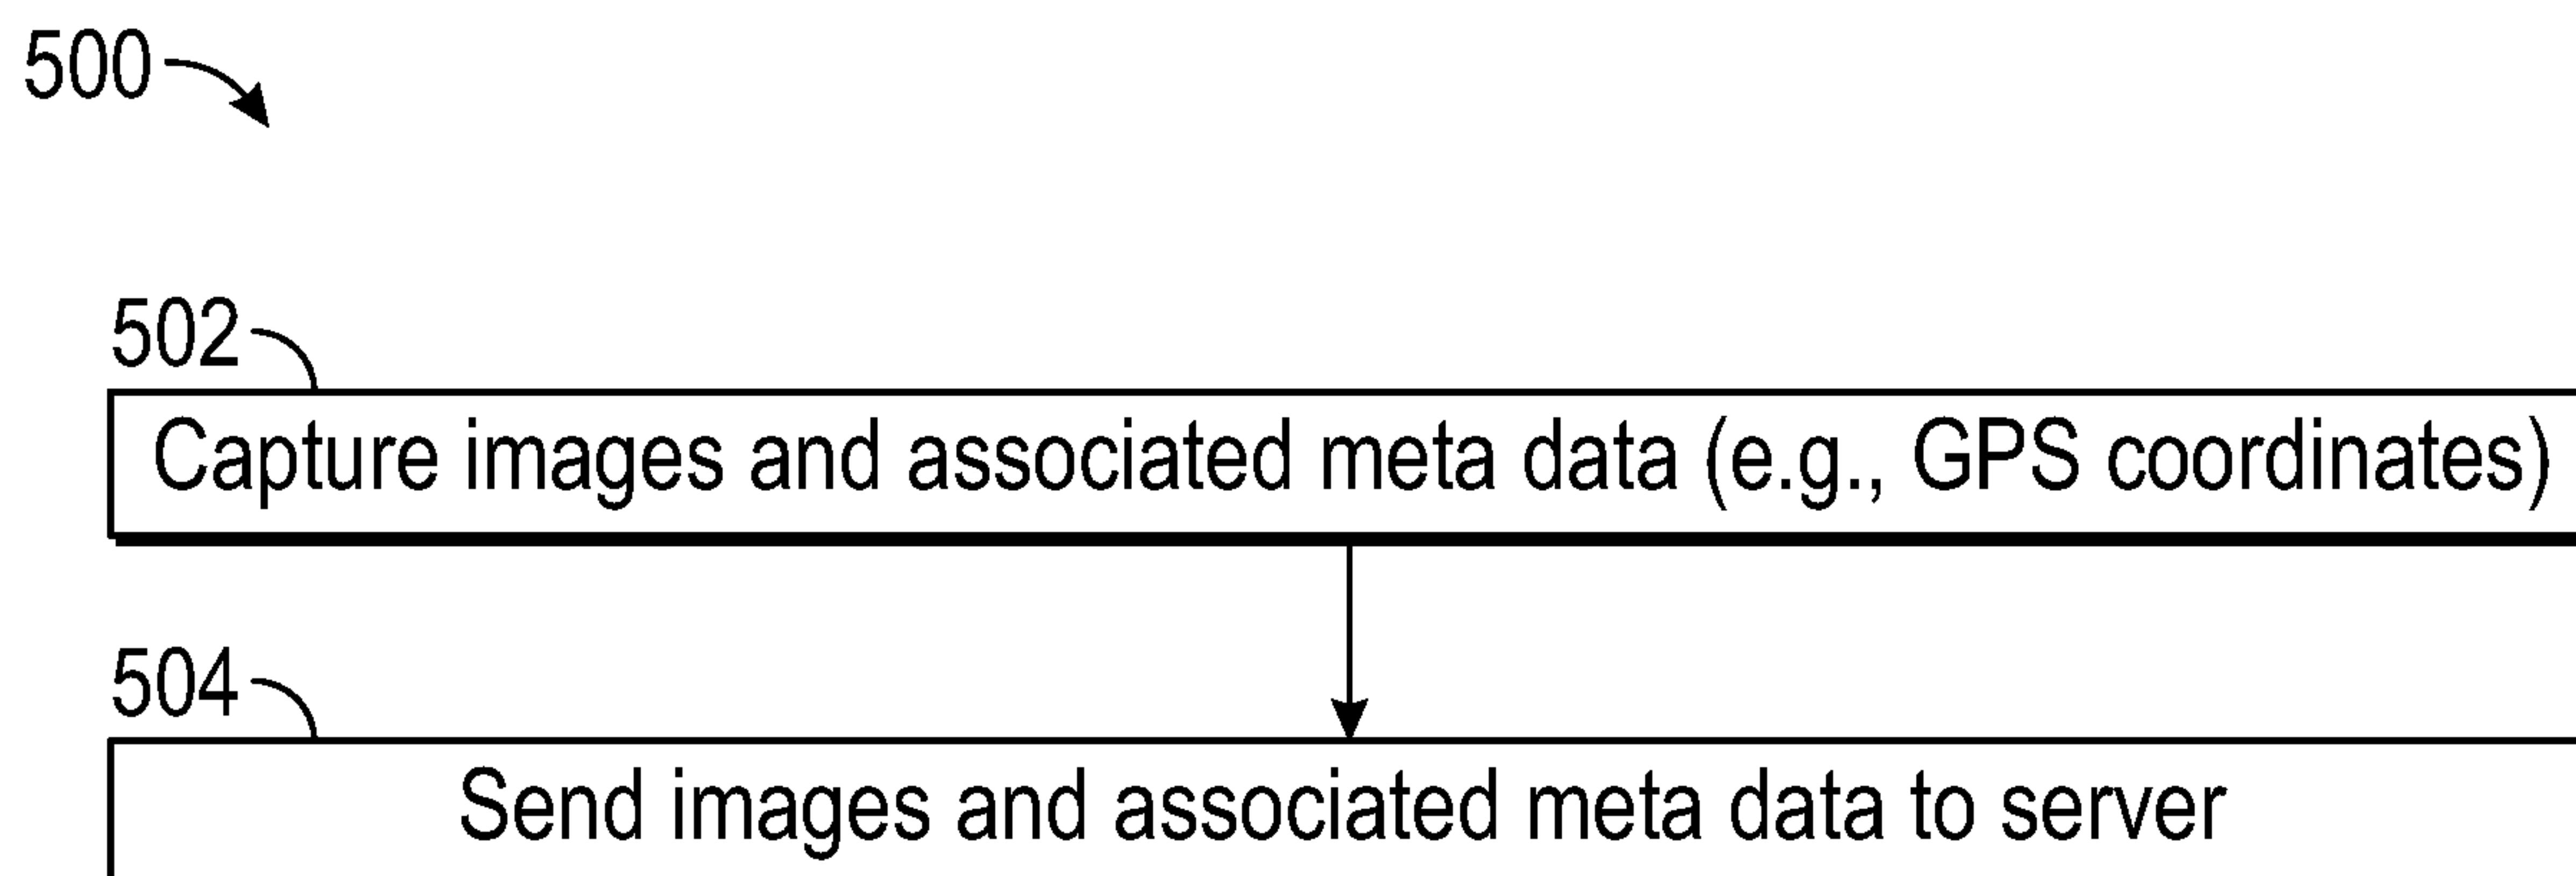 500
502
Capture images and associated meta data (e.g., GPS coordinates)
504
Send images and associated meta data to server